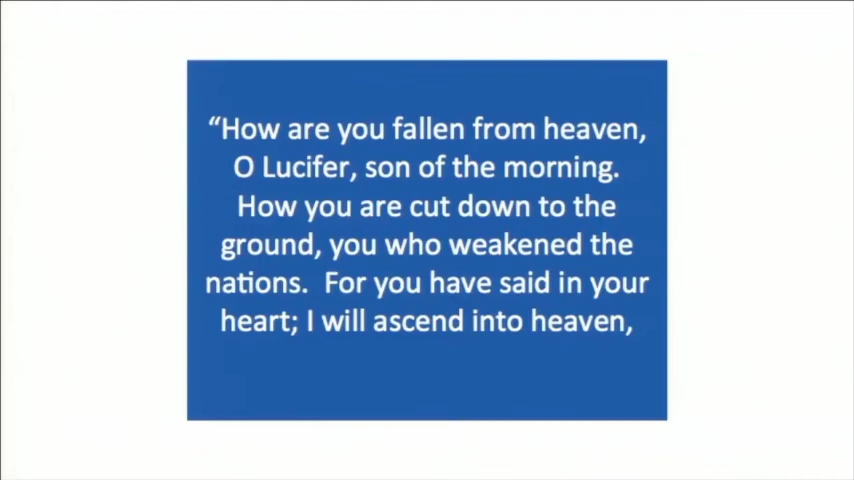 “How are you fallen from heaven,
O Lucifer, son of the morning.
How you are cut down to the
ground, you who weakened the
nations.  For you have said in your
heart; I will ascend into heaven,